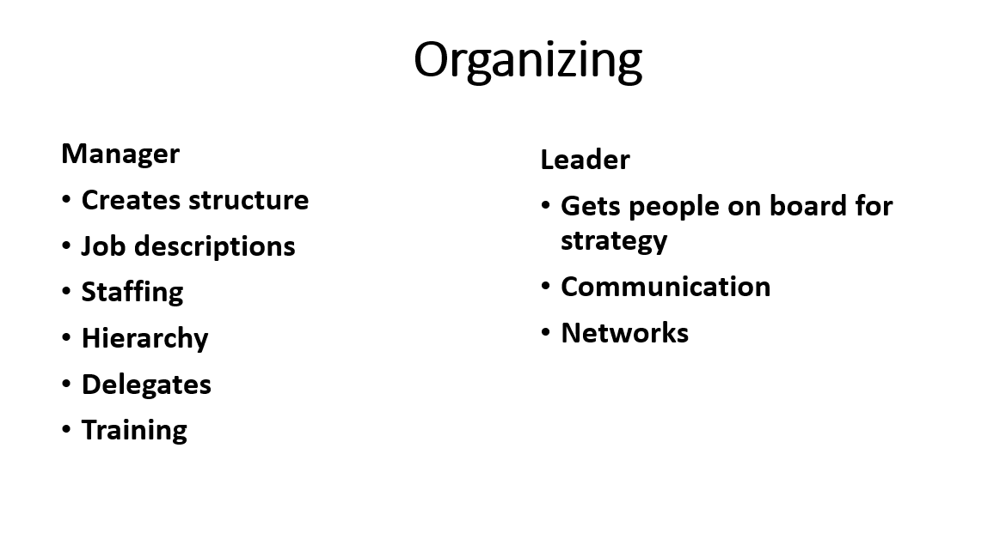 Organizing
Manager
• Creates structure
• Job descriptions
• Staffing
• Hierarchy
• Delegates
• Training
Leader
• Gets people on board for
strategy
• Communication
• Networks